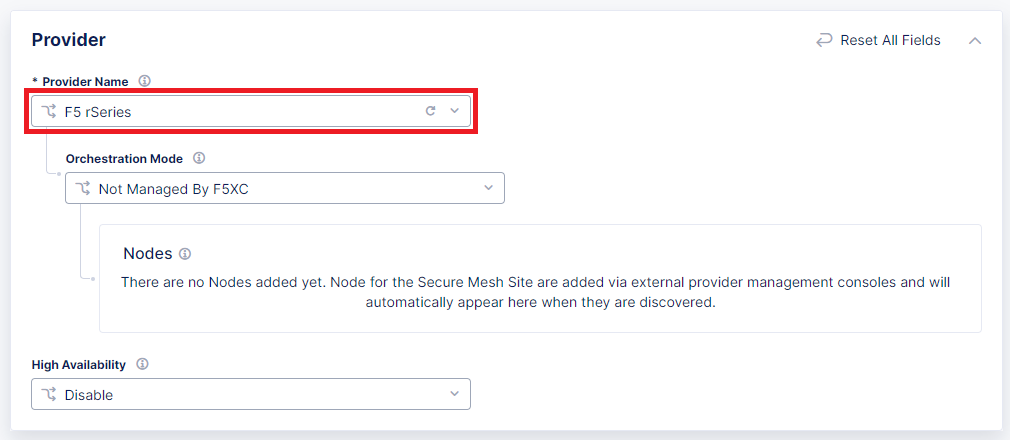 Provider
Reset All Fields
* Provider Name
F5 rSeries
Orchestration Mode
Not Managed By F5XC
Nodes
There are no Nodes added yet. Node for the Secure Mesh Site are added via external provider management consoles and will
automatically appear here when they are discovered.
High Availability
Disable